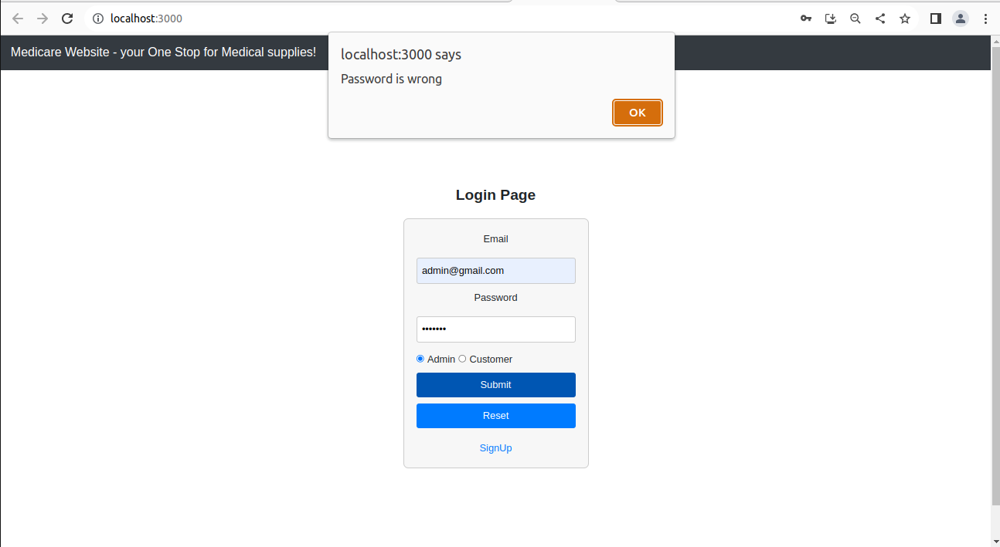 localhost:3000
Medicare Website - your One Stop for Medical supplies!
localhost:3000 says
Password is wrong
OK
Login Page
Email
admin@gmail.com
Password
•••••••
Admin Customer
Submit
Reset
SignUp